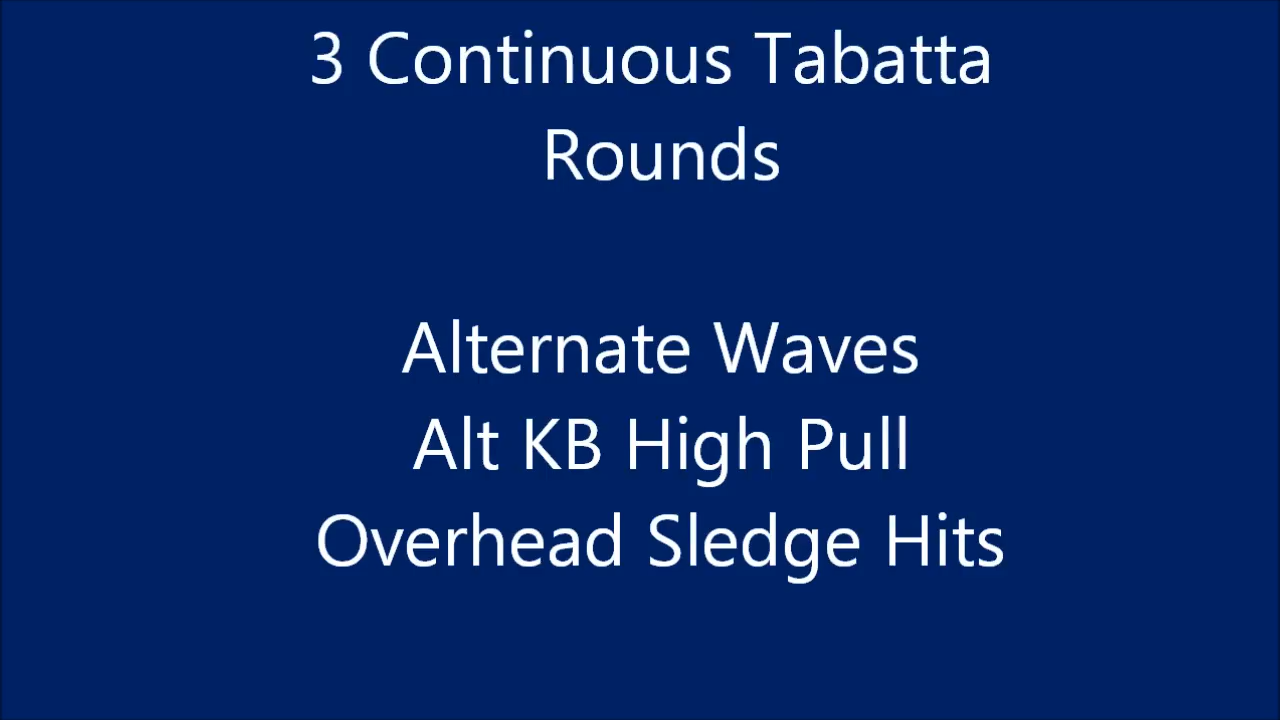 3 Continuous Tabatta
Rounds
Alternate Waves
Alt KB High Pull
Overhead Sledge Hits